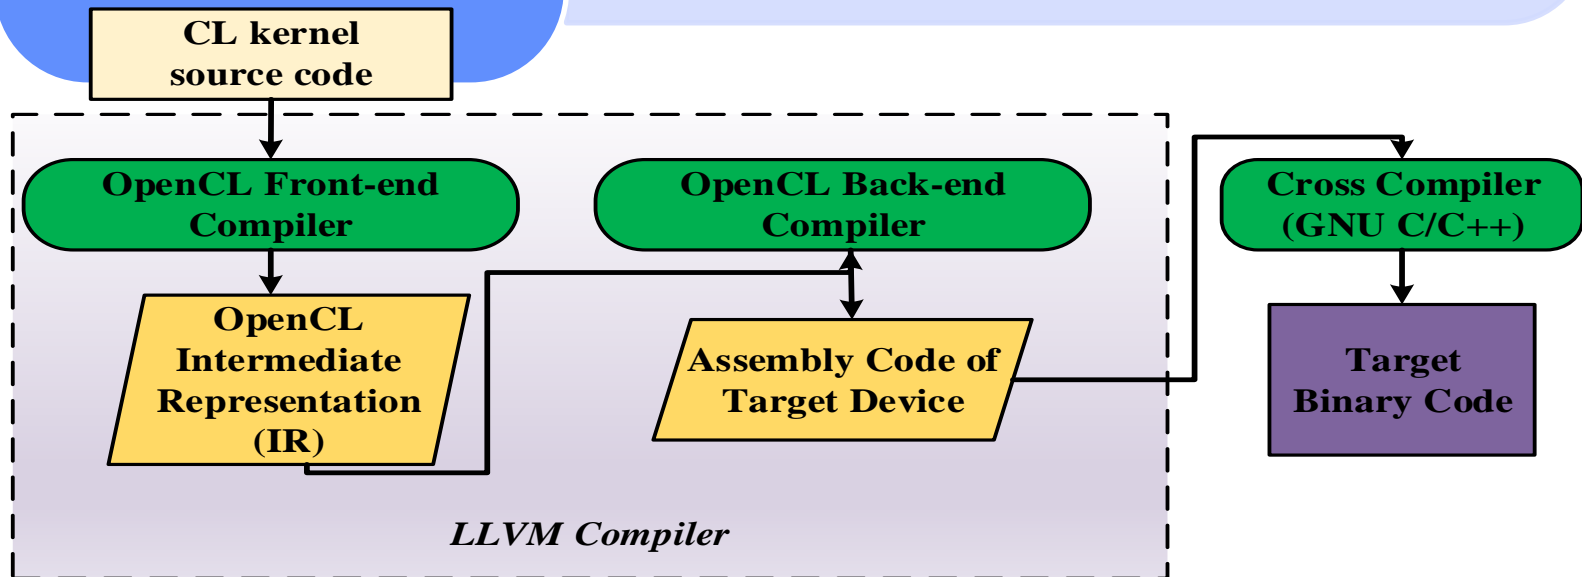 CL kernel
source code
OpenCL Front-end
Compiler
OpenCL
Intermediate
Representation
(IR)
OpenCL Back-end
Compiler
Assembly Code of
Target Device
Cross Compiler
(GNU C/C++)
Target
Binary Code
LLVM Compiler